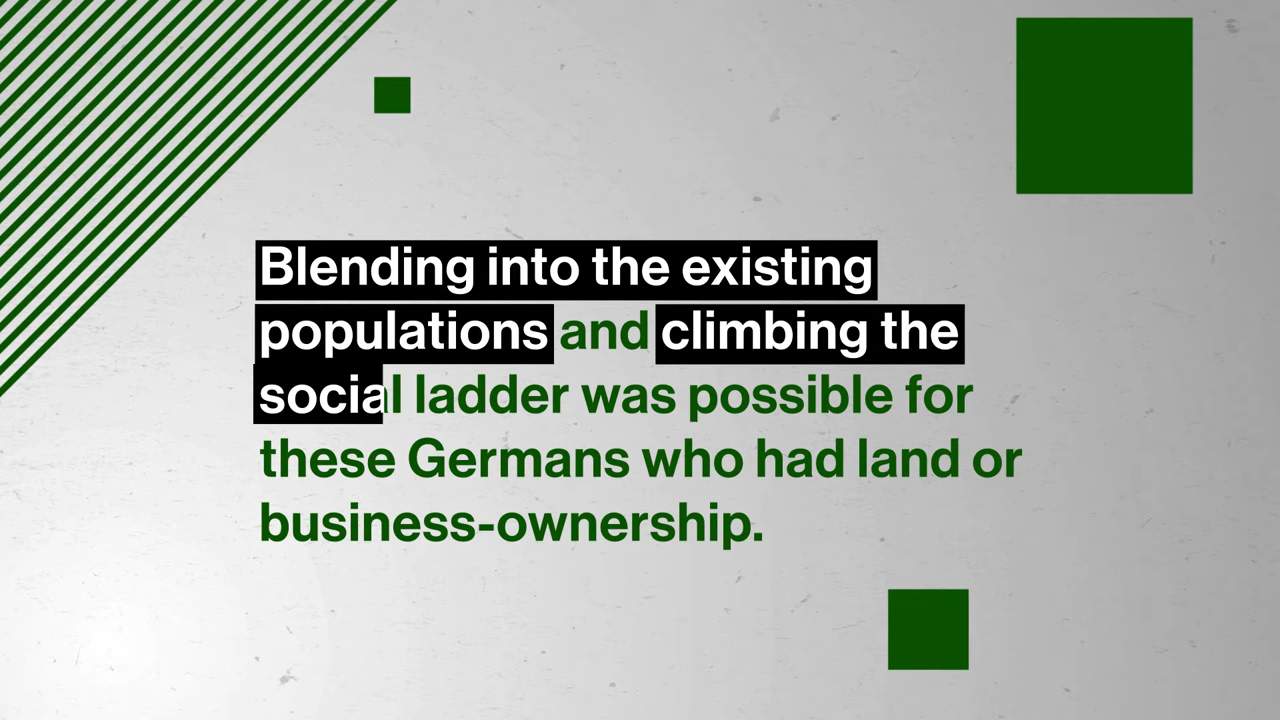 Blending into the existing
populations and climbing the
social ladder was possible for
these Germans who had land or
business-ownership.